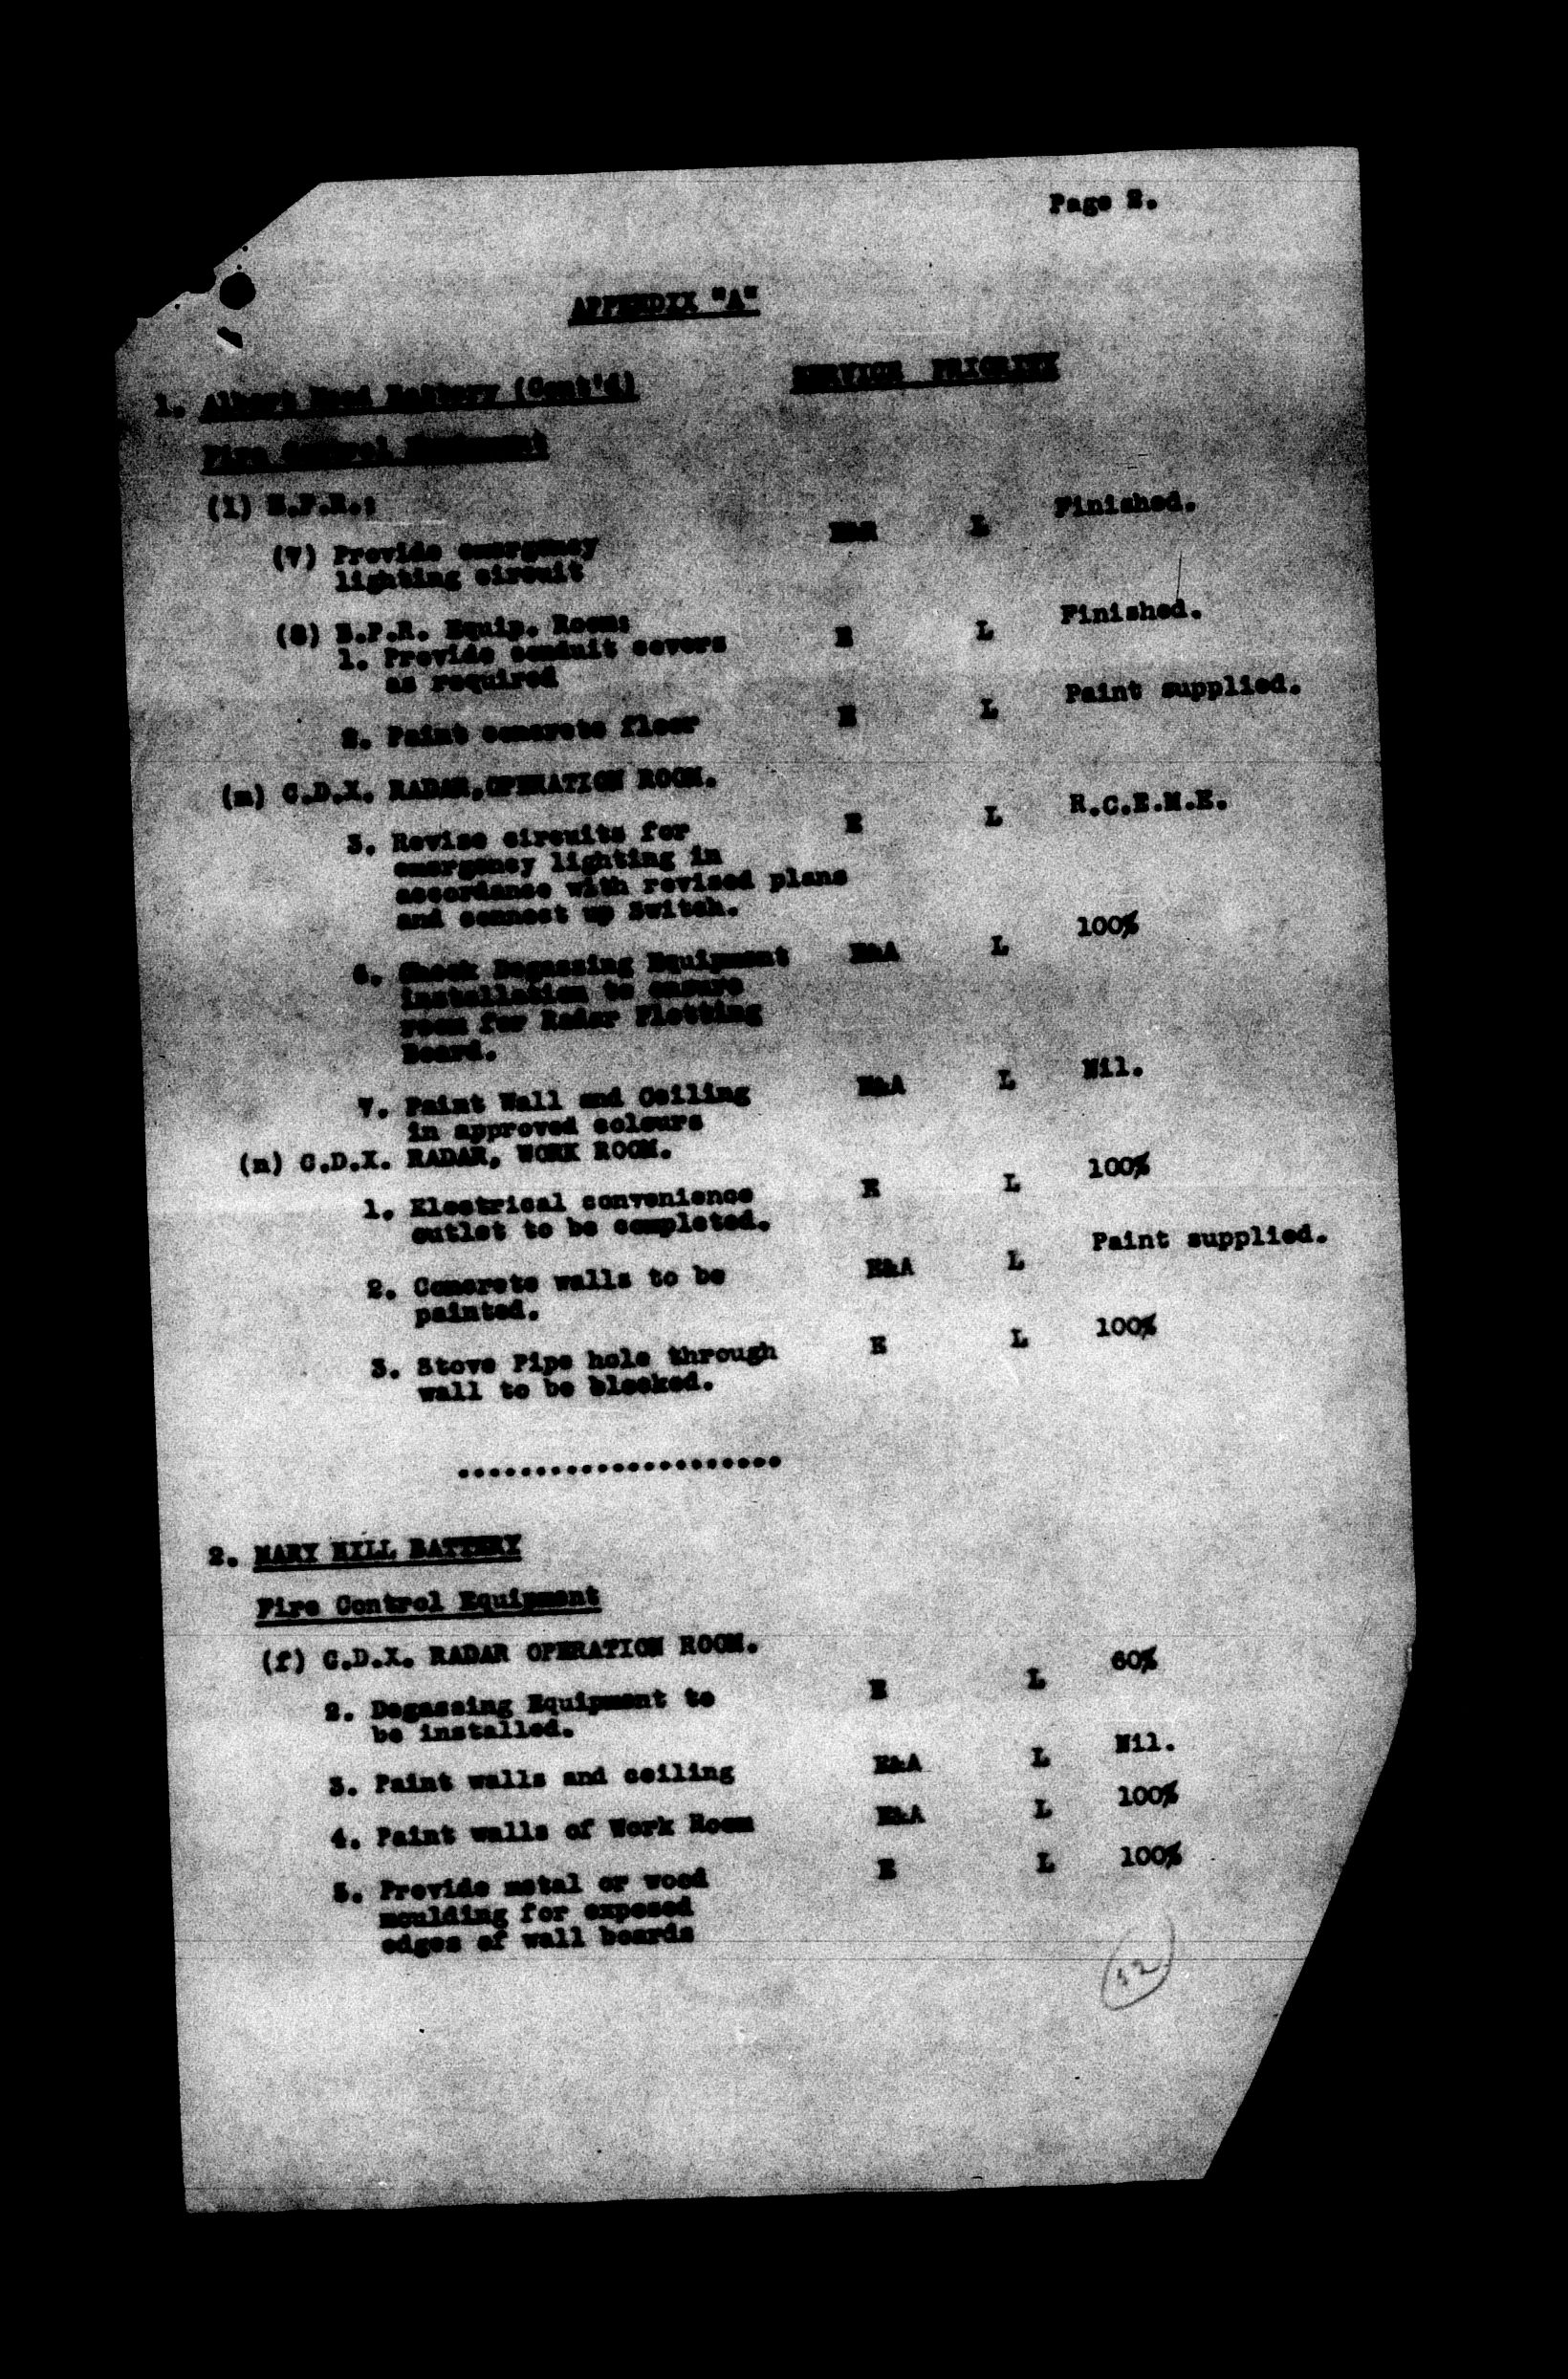 Page 2.
APPENDIX "A"
SERVICE PRIORITY
1. Albert Head Battery (Cont'd)
Fire Control Equipment
(l) B.P.R.:
(7) Provide emergency E&R L Finished.
lighting circuit
(8) B.P.R. Equip. Room:
1. Provide conduit covers E L Finished.
as required
2. Paint concrete floor E L Paint supplied.
(m) C.D.X. RADAR,OPERATION ROOM.
3. Revise circuits for E L R.C.E.M.E.
emergency lighting in
accordance with revised plans
and connect up Switch.
6. Check Degassing Equipment E&A L 100%
installation to ensure
room for Radar Plotting
Board.
7. Paint Wall and Ceiling E&A L Nil.
in approved colours
(n) C.D.X. RADAR, WORK ROOM.
1. Electrical convenience E L 100%
outlet to be completed.
2. Concrete walls to be E&A L Paint supplied.
painted.
3. Stove Pipe hole through E L 100%
wall to be blocked.
.....................
2. MARY HILL BATTERY
Fire Control Equipment
(f) C.D.X. RADAR OPERATION ROOM.
2. Degassing Equipment to E L 60%
be installed.
3. Paint walls and ceiling E&A L Nil.
4. Paint walls of Work Room E&A L 100%
5. Provide metal or wood E L 100%
moulding for exposed
edges of wall boards
12